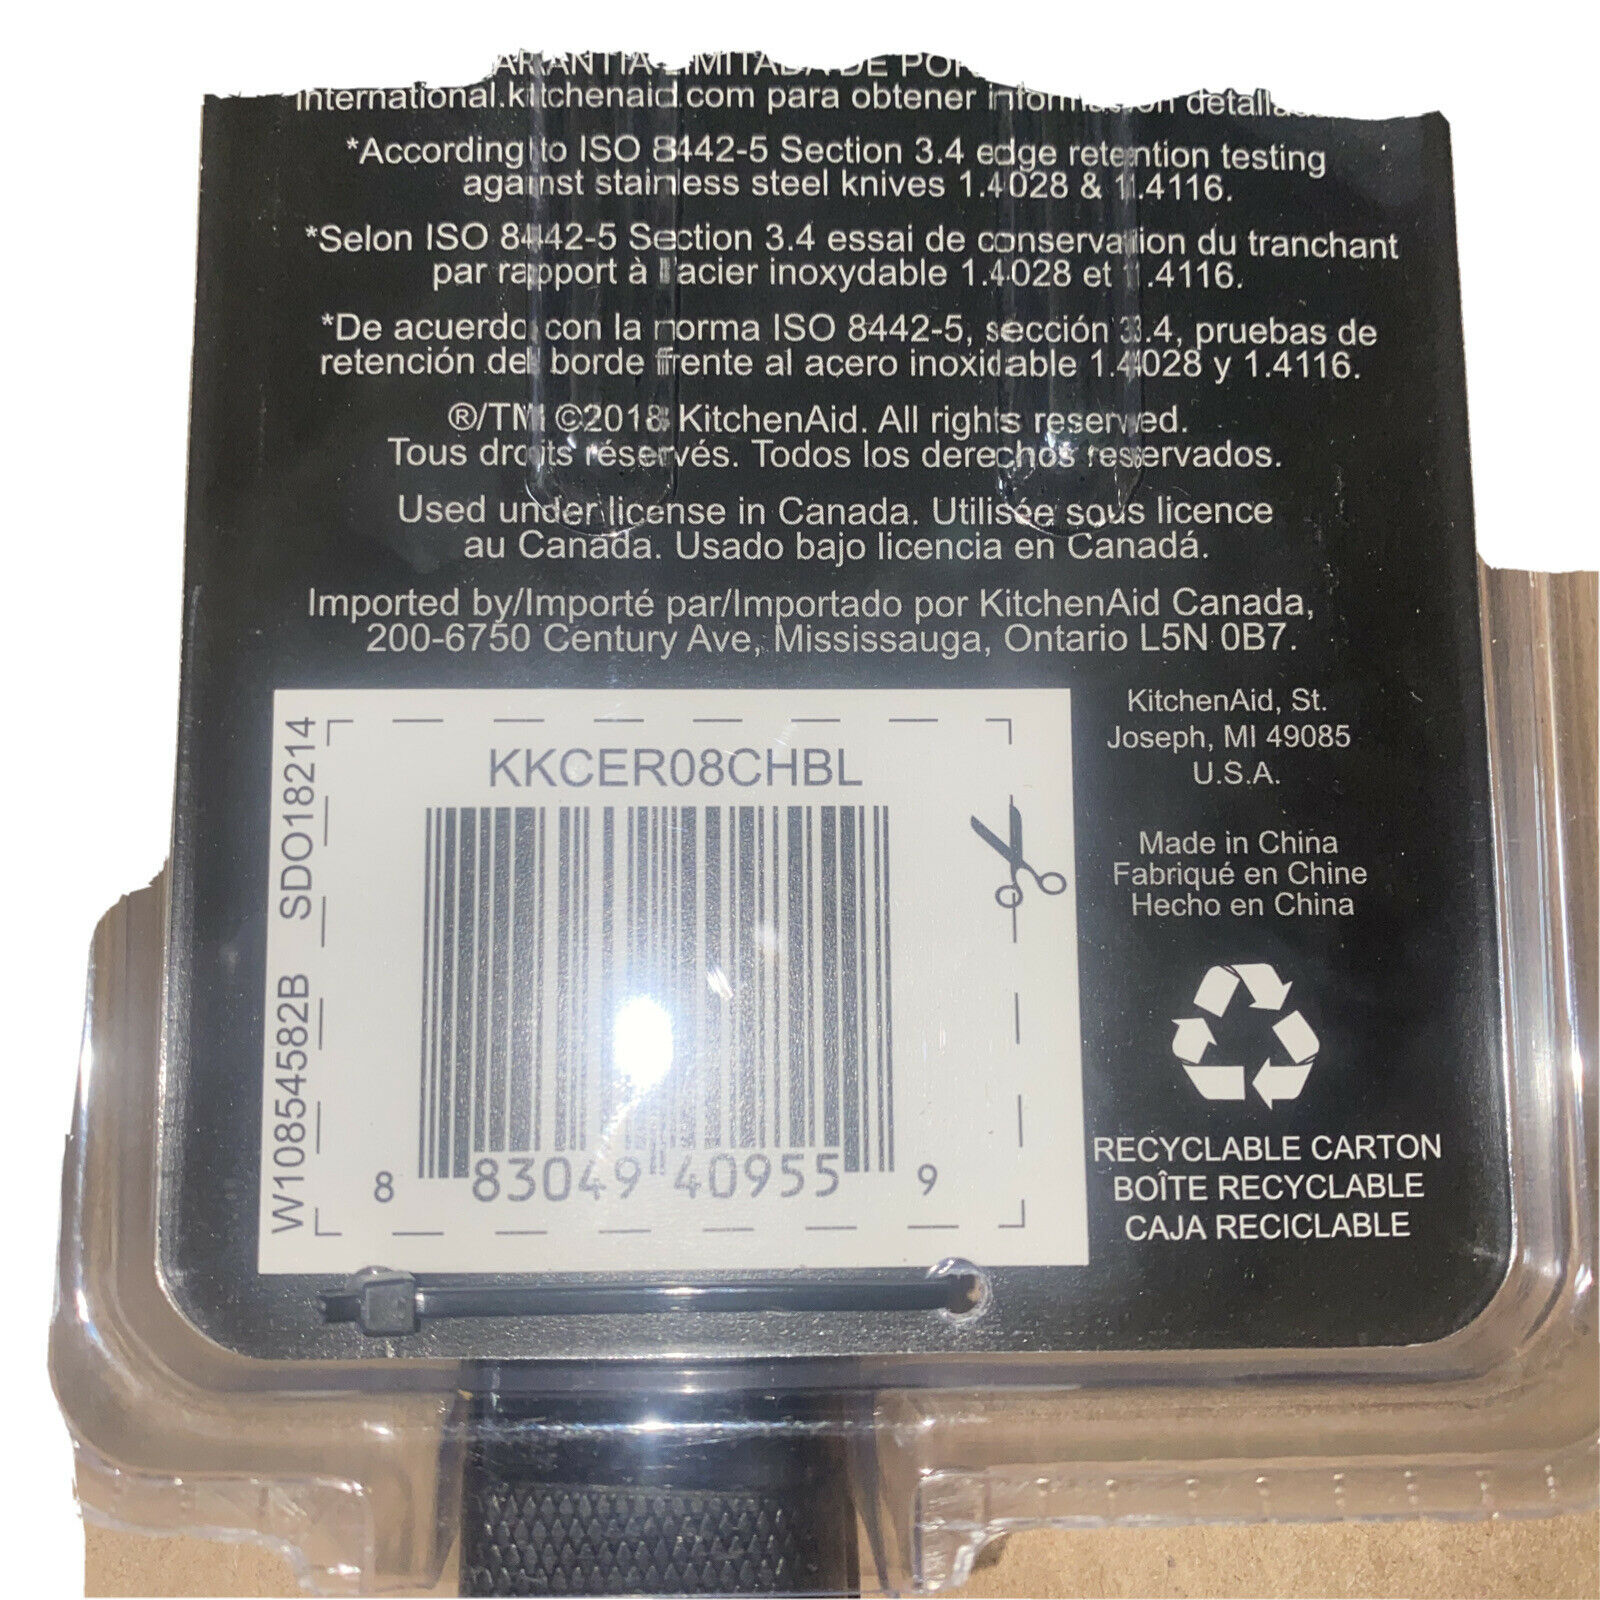 ARANTIA LIMITADA DE POR
international.kitchenaid.com para obtener información detalla
*According to ISO 8442-5 Section 3.4 edge retention testing
against stainless steel knives 1.4028 & 1.4116.
*Selon ISO 8442-5 Section 3.4 essai de conservation du tranchant
par rapport à l'acier inoxydable 1.4028 et 1.4116.
*De acuerdo con la norma ISO 8442-5, sección 3.4, pruebas de
retención del borde frente al acero inoxidable 1.4028 y 1.4116.
®/TM ©2018 KitchenAid. All rights reserved.
Tous droits réservés. Todos los derechos reservados.
Used under license in Canada. Utilisée sous licence
au Canada. Usado bajo licencia en Canadá.
Imported by/Importé par/Importado por KitchenAid Canada,
200-6750 Century Ave, Mississauga, Ontario L5N 0B7.
W10854582B SDO18214
KKCER08CHBL
8 83049 40955 9
KitchenAid, St.
Joseph, MI 49085
U.S.A.
Made in China
Fabriqué en Chine
Hecho en China
RECYCLABLE CARTON
BOÎTE RECYCLABLE
CAJA RECICLABLE